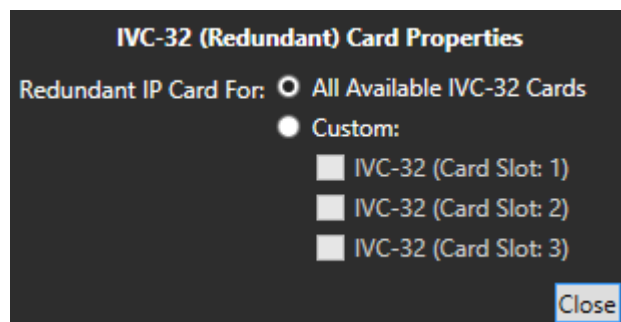 IVC-32 (Redundant) Card Properties
Redundant IP Card For: All Available IVC-32 Cards
Custom:
IVC-32 (Card Slot: 1)
IVC-32 (Card Slot: 2)
IVC-32 (Card Slot: 3)
Close